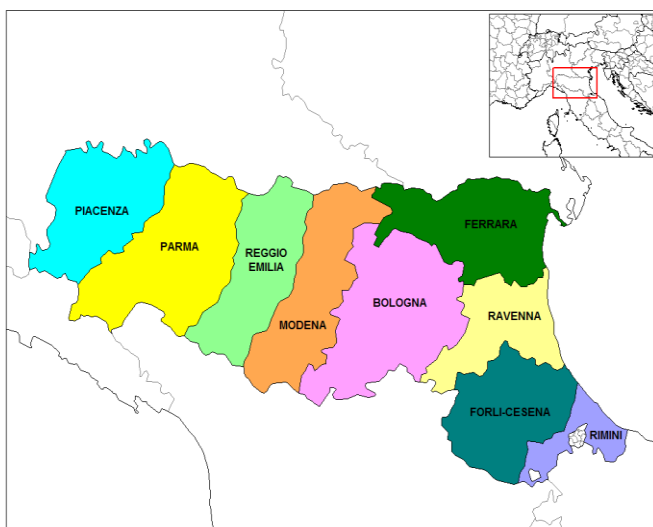 PIACENZA
PARMA
REGGIO
EMILIA
MODENA
BOLOGNA
FERRARA
RAVENNA
FORLI-CESENA
RIMINI